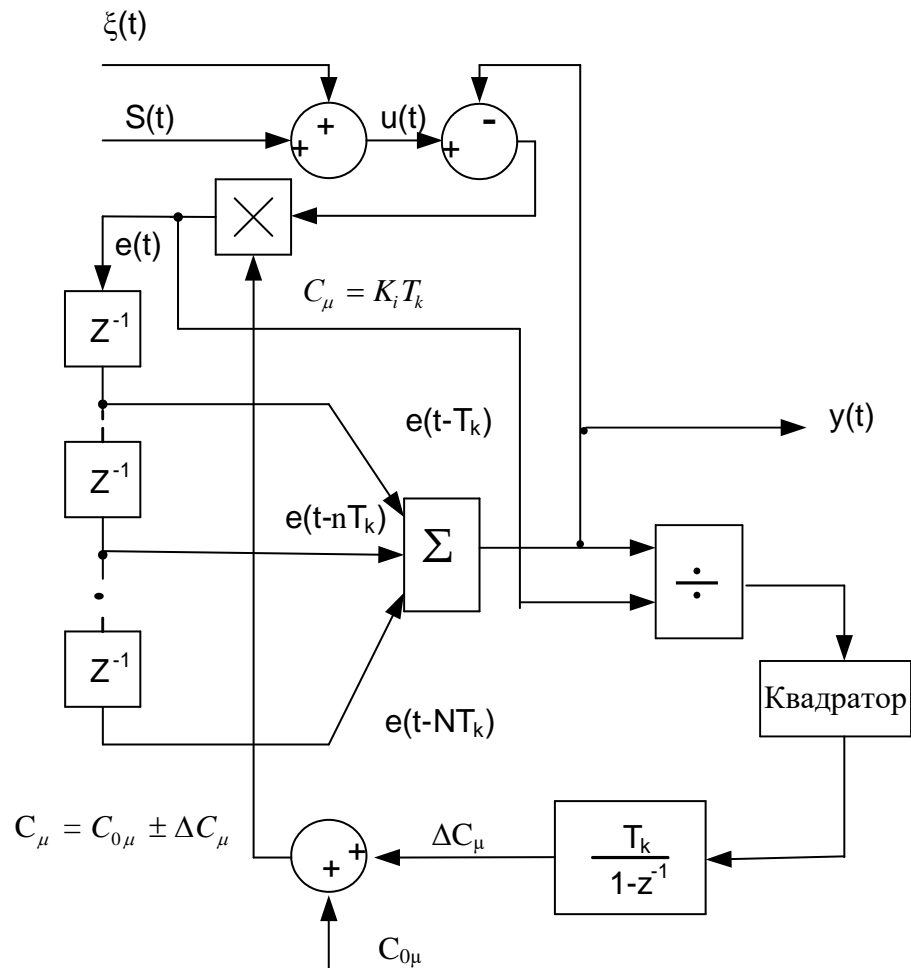 ξ(t)
S(t)
+
+
u(t)
-
+
e(t)
C_μ = K_i T_k
Z⁻¹
e(t-T_k)
y(t)
Z⁻¹
e(t-nT_k)
Σ
÷
Z⁻¹
Квадратор
e(t-NT_k)
C_μ = C_0μ ± ΔC_μ
+
+
ΔC_μ
T_k
1-z⁻¹
C_0μ